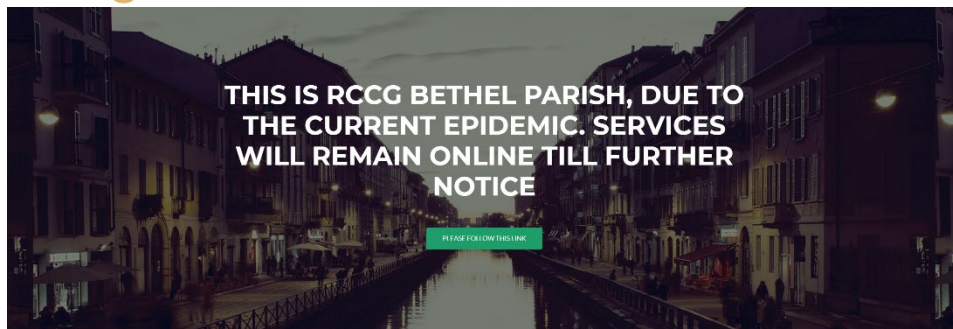 THIS IS RCCG BETHEL PARISH, DUE TO
THE CURRENT EPIDEMIC. SERVICES
WILL REMAIN ONLINE TILL FURTHER
NOTICE
PLEASE FOLLOW THIS LINK